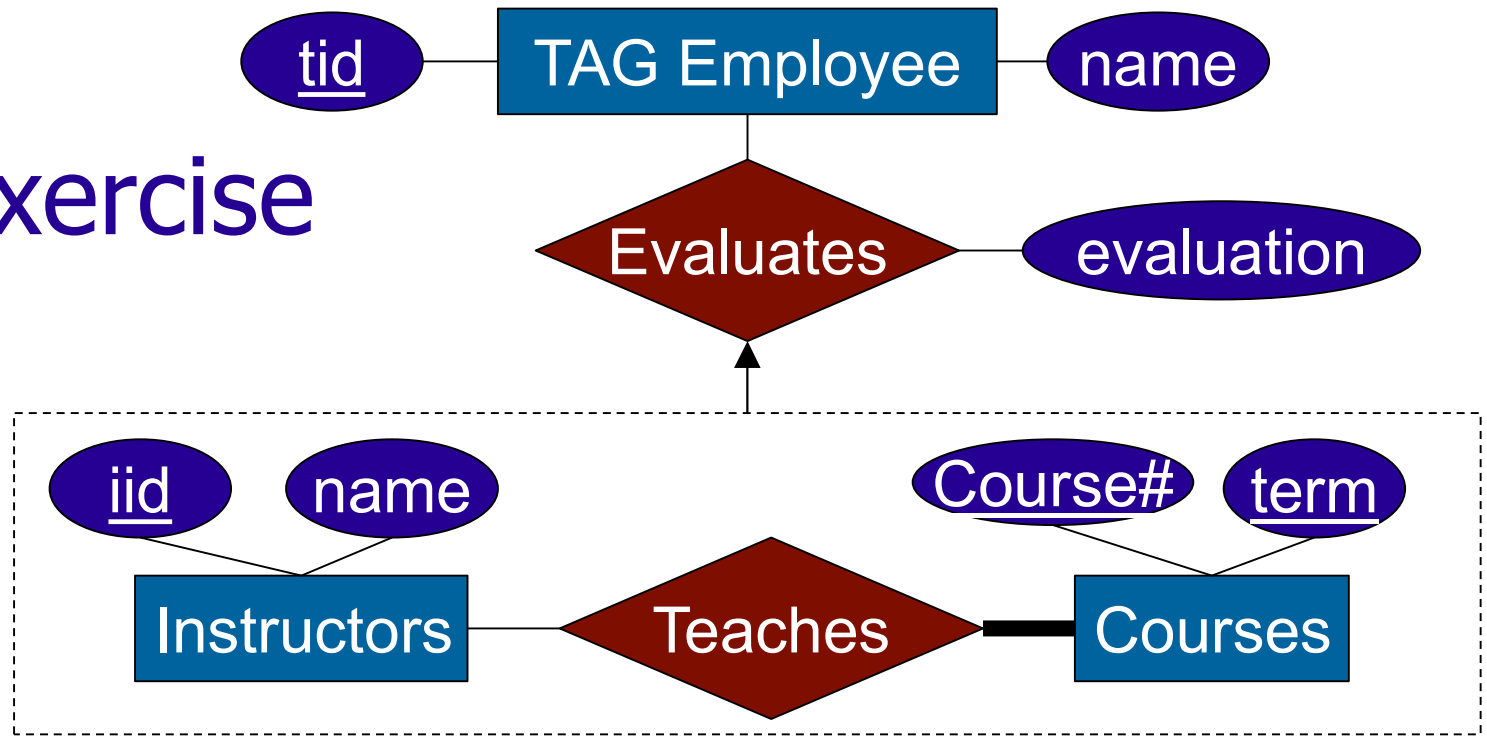 tid
TAG Employee
name
xercise
Evaluates
evaluation
iid
name
Course#
term
Instructors
Teaches
Courses